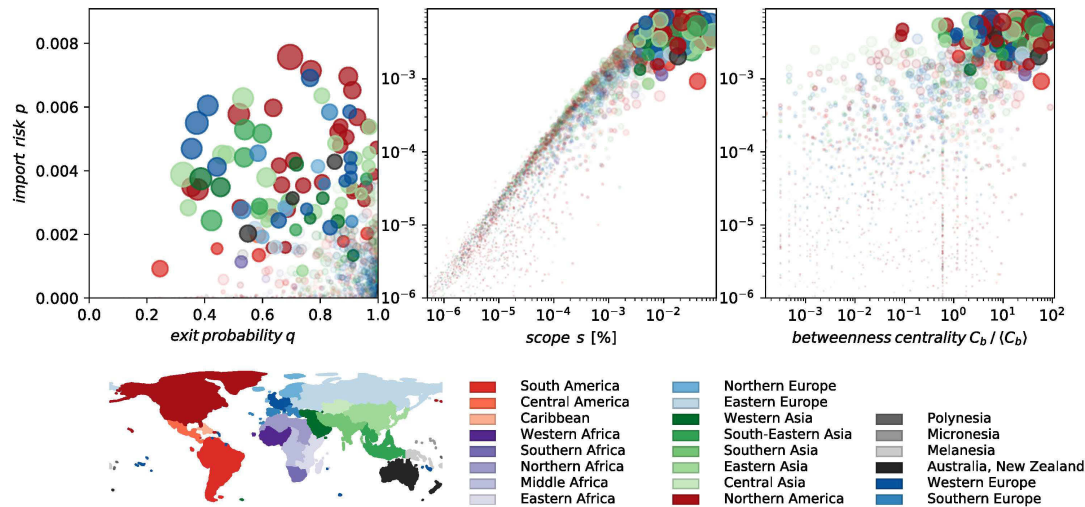 0.008
0.006
0.004
0.002
0.000
import risk p
0.0 0.2 0.4 0.6 0.8 1.0
exit probability q
10⁻³
10⁻⁴
10⁻⁵
10⁻⁶
10⁻⁶ 10⁻⁵ 10⁻⁴ 10⁻³ 10⁻²
scope s [%]
10⁻³
10⁻⁴
10⁻⁵
10⁻⁶
10⁻³ 10⁻² 10⁻¹ 10⁰ 10¹ 10²
betweenness centrality C_b / ⟨C_b⟩
South America
Central America
Caribbean
Western Africa
Southern Africa
Northern Africa
Middle Africa
Eastern Africa
Northern Europe
Eastern Europe
Western Asia
South-Eastern Asia
Southern Asia
Eastern Asia
Central Asia
Northern America
Polynesia
Micronesia
Melanesia
Australia, New Zealand
Western Europe
Southern Europe